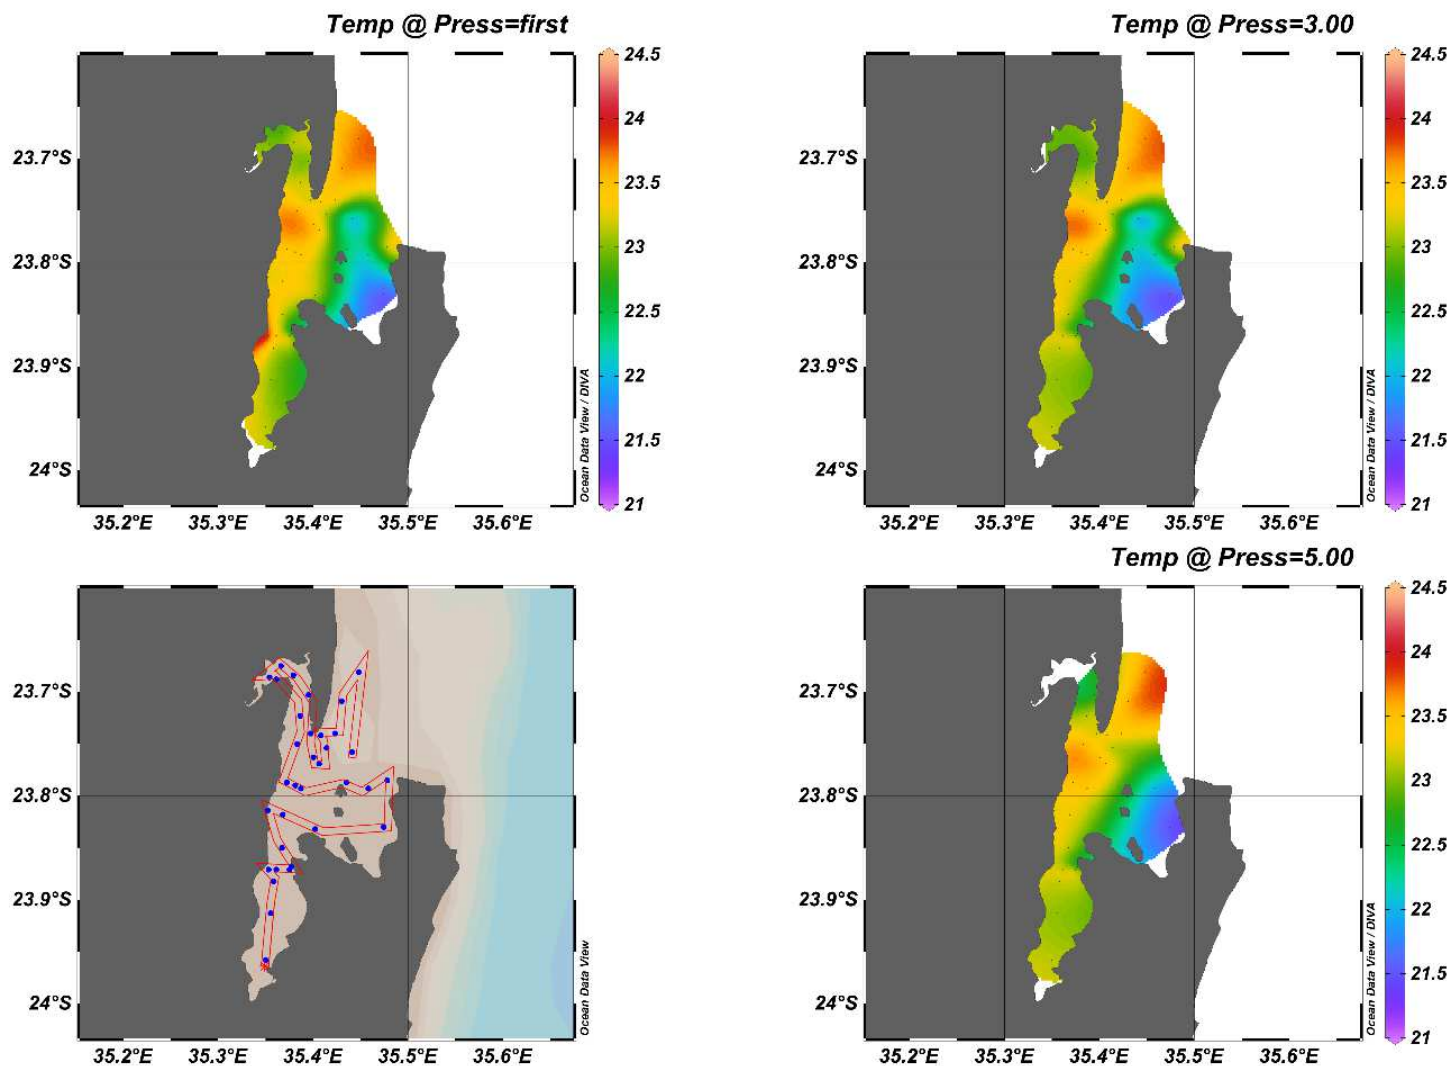 Temp @ Press=first
24.5
24
23.5
23
22.5
22
21.5
21
23.7°S
23.8°S
23.9°S
24°S
35.2°E
35.3°E
35.4°E
35.5°E
35.6°E
Ocean Data View / DIVA
Temp @ Press=3.00
24.5
24
23.5
23
22.5
22
21.5
21
23.7°S
23.8°S
23.9°S
24°S
35.2°E
35.3°E
35.4°E
35.5°E
35.6°E
Ocean Data View / DIVA
23.7°S
23.8°S
23.9°S
24°S
35.2°E
35.3°E
35.4°E
35.5°E
35.6°E
Ocean Data View
Temp @ Press=5.00
24.5
24
23.5
23
22.5
22
21.5
21
23.7°S
23.8°S
23.9°S
24°S
35.2°E
35.3°E
35.4°E
35.5°E
35.6°E
Ocean Data View / DIVA